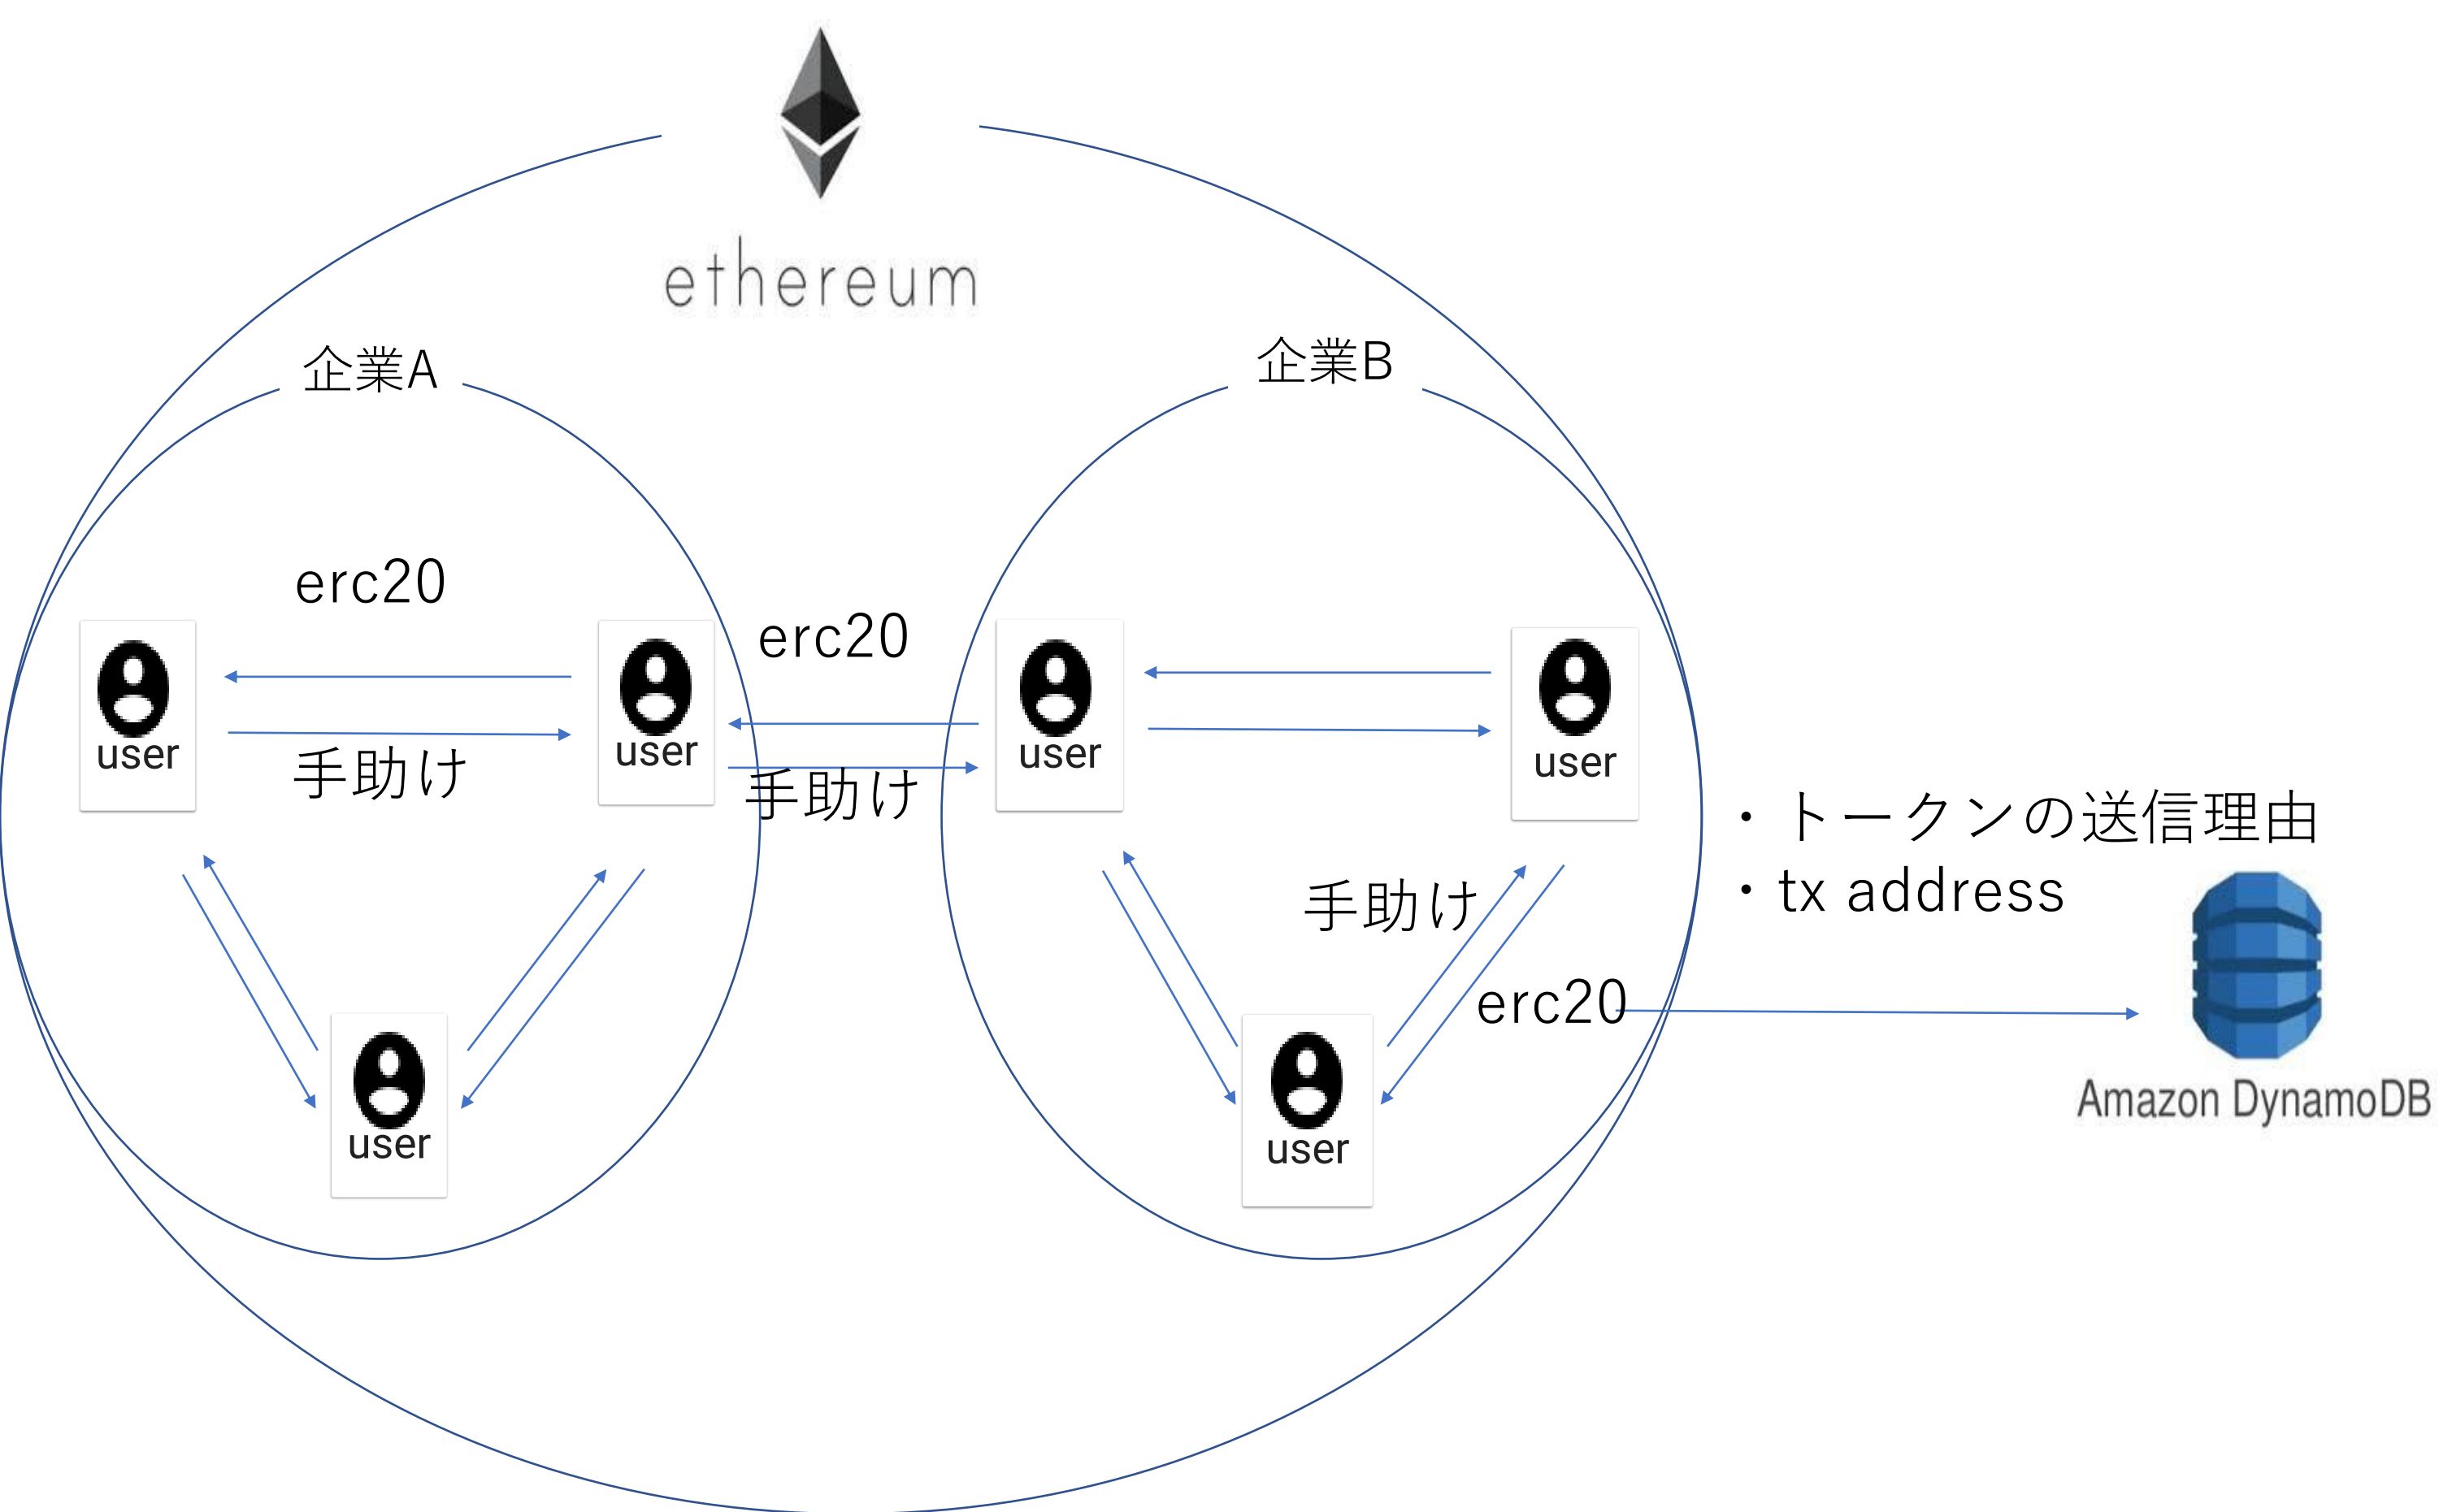 ethereum
企業A
企業B
erc20
erc20
user
user
user
user
手助け
手助け
・トークンの送信理由
・tx address
手助け
erc20
user
user
Amazon DynamoDB